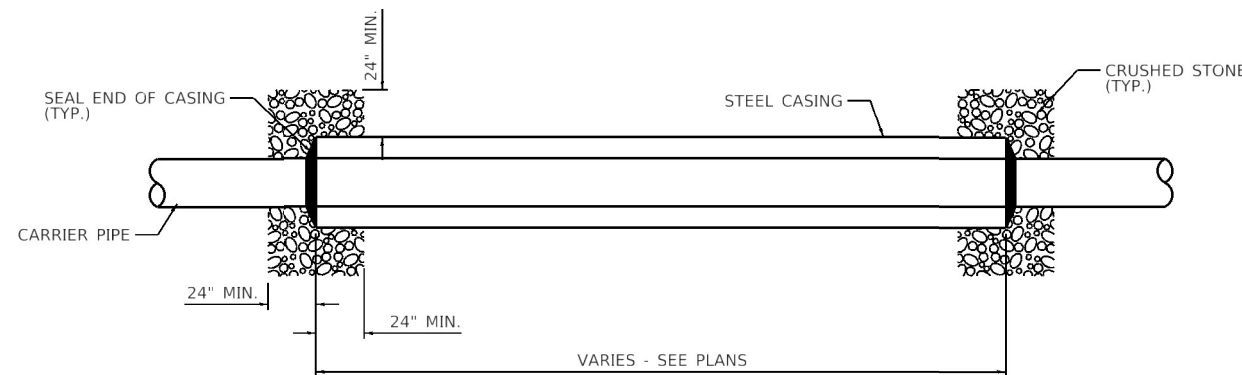 24" MIN.
SEAL END OF CASING
(TYP.)
STEEL CASING
CRUSHED STONE
(TYP.)
CARRIER PIPE
24" MIN.
24" MIN.
VARIES - SEE PLANS